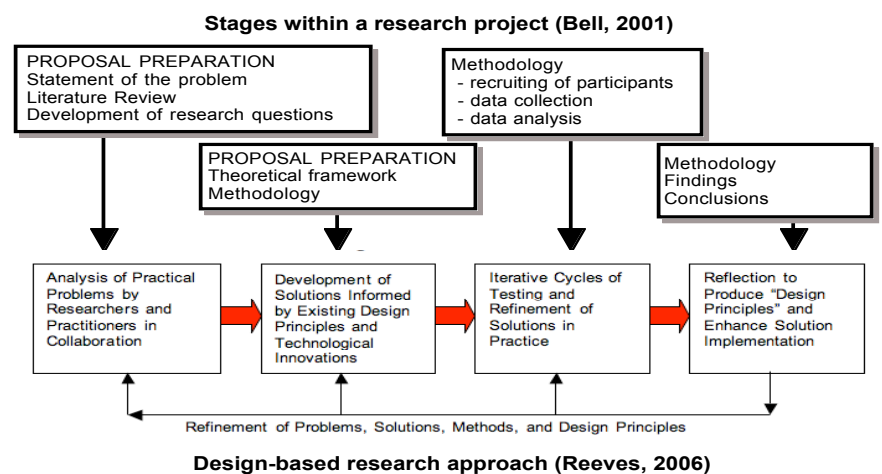 Stages within a research project (Bell, 2001)
PROPOSAL PREPARATION
Statement of the problem
Literature Review
Development of research questions
Methodology
- recruiting of participants
- data collection
- data analysis
PROPOSAL PREPARATION
Theoretical framework
Methodology
Methodology
Findings
Conclusions
Analysis of Practical
Problems by
Researchers and
Practitioners in
Collaboration
Development of
Solutions Informed
by Existing Design
Principles and
Technological
Innovations
Iterative Cycles of
Testing and
Refinement of
Solutions in
Practice
Reflection to
Produce “Design
Principles” and
Enhance Solution
Implementation
Refinement of Problems, Solutions, Methods, and Design Principles
Design-based research approach (Reeves, 2006)